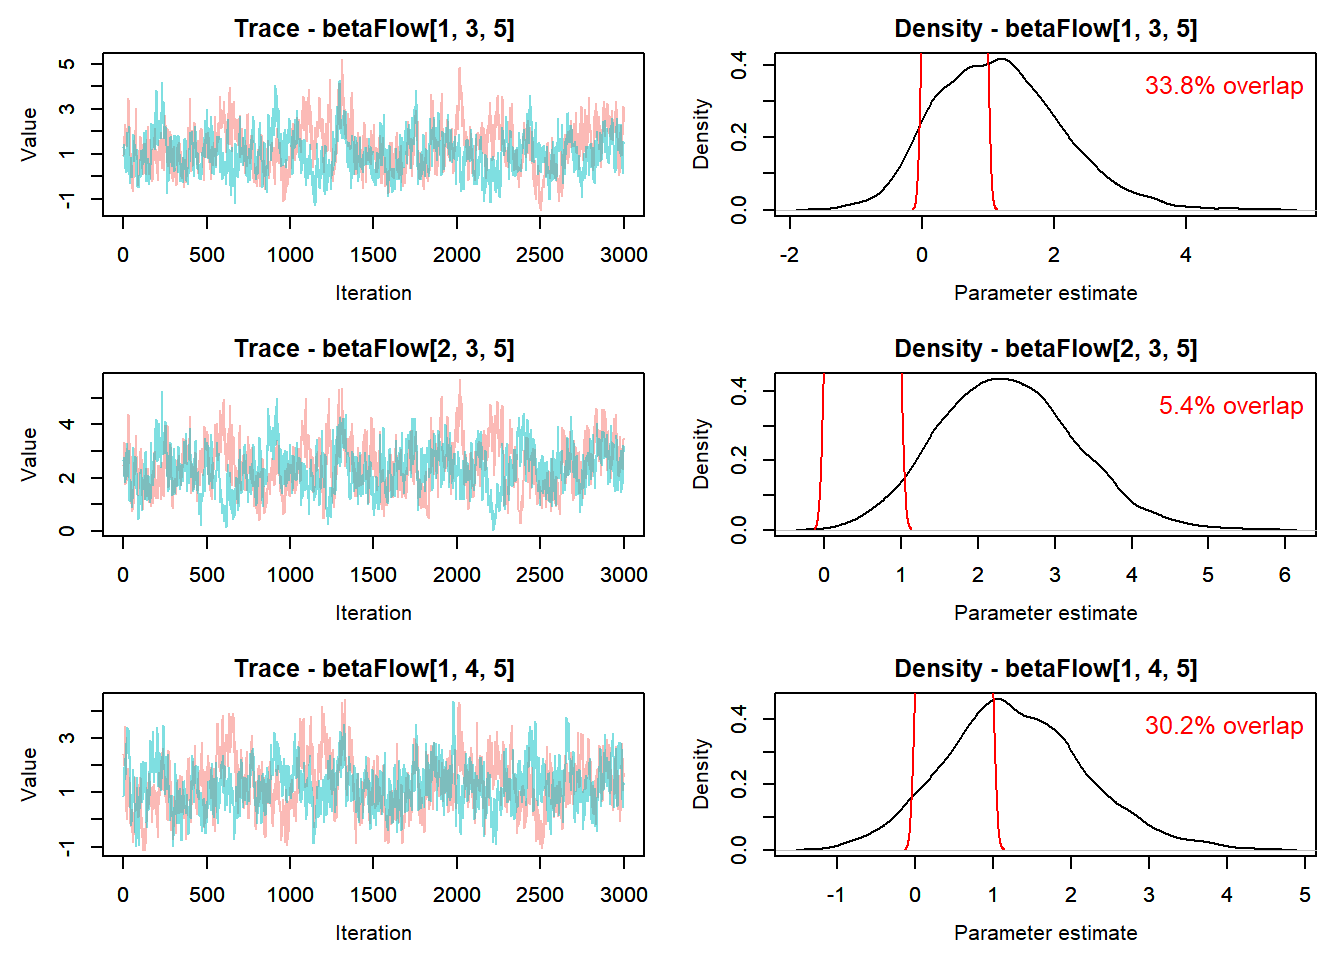 Trace - betaFlow[1, 3, 5]
Value
5
3
1
-1
0 500 1000 1500 2000 2500 3000
Iteration
Density - betaFlow[1, 3, 5]
33.8% overlap
Density
0.4
0.2
0.0
-2 0 2 4
Parameter estimate
Trace - betaFlow[2, 3, 5]
Value
4
2
0
0 500 1000 1500 2000 2500 3000
Iteration
Density - betaFlow[2, 3, 5]
5.4% overlap
Density
0.4
0.2
0.0
0 1 2 3 4 5 6
Parameter estimate
Trace - betaFlow[1, 4, 5]
Value
3
1
-1
0 500 1000 1500 2000 2500 3000
Iteration
Density - betaFlow[1, 4, 5]
30.2% overlap
Density
0.4
0.2
0.0
-1 0 1 2 3 4 5
Parameter estimate